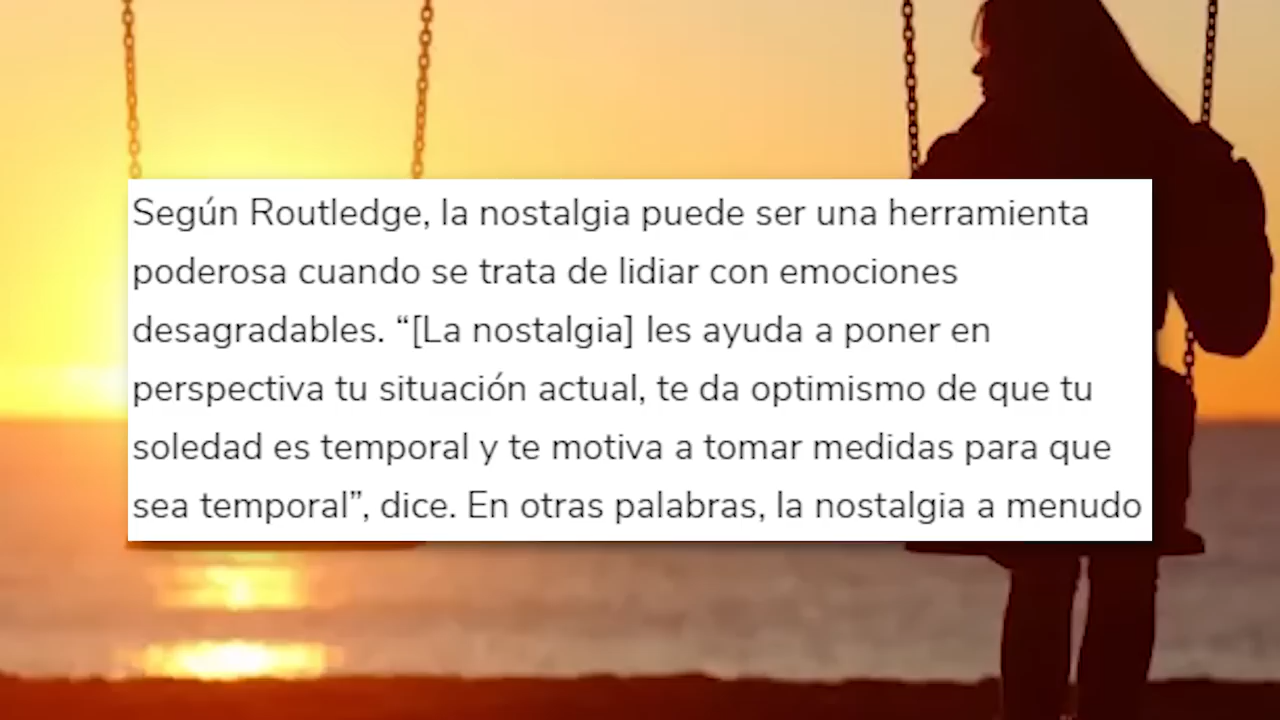 Según Routledge, la nostalgia puede ser una herramienta
poderosa cuando se trata de lidiar con emociones
desagradables. “[La nostalgia] les ayuda a poner en
perspectiva tu situación actual, te da optimismo de que tu
soledad es temporal y te motiva a tomar medidas para que
sea temporal”, dice. En otras palabras, la nostalgia a menudo